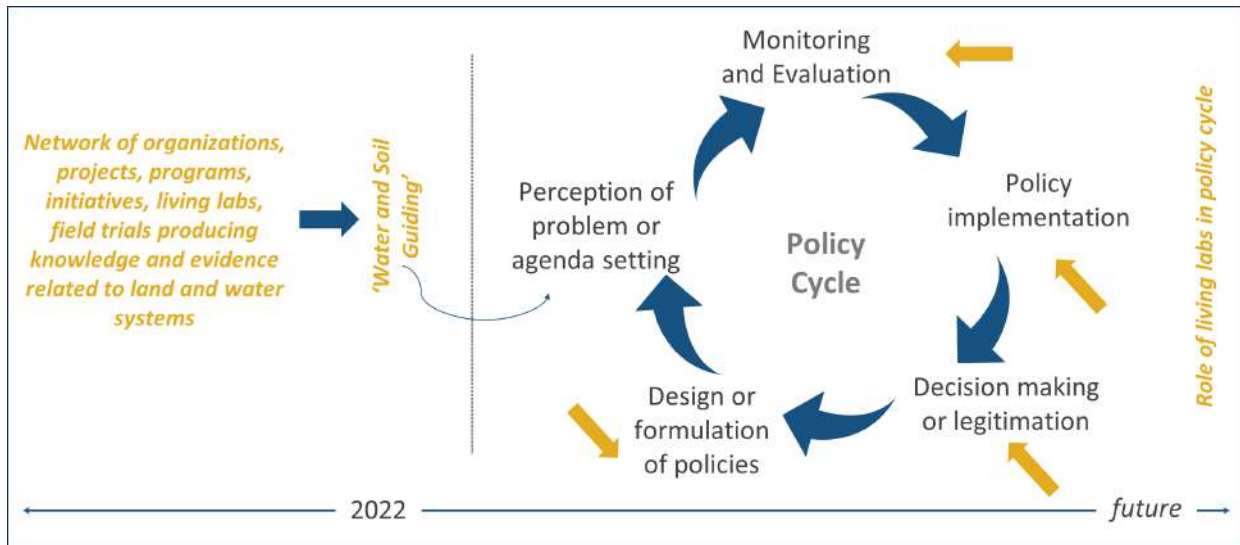 Network of organizations,
projects, programs,
initiatives, living labs,
field trials producing
knowledge and evidence
related to land and water
systems
'Water and Soil
Guiding'
Monitoring
and Evaluation
Perception of
problem or
agenda setting
Policy
Cycle
Policy
implementation
Design or
formulation
of policies
Decision making
or legitimation
Role of living labs in policy cycle
2022
future